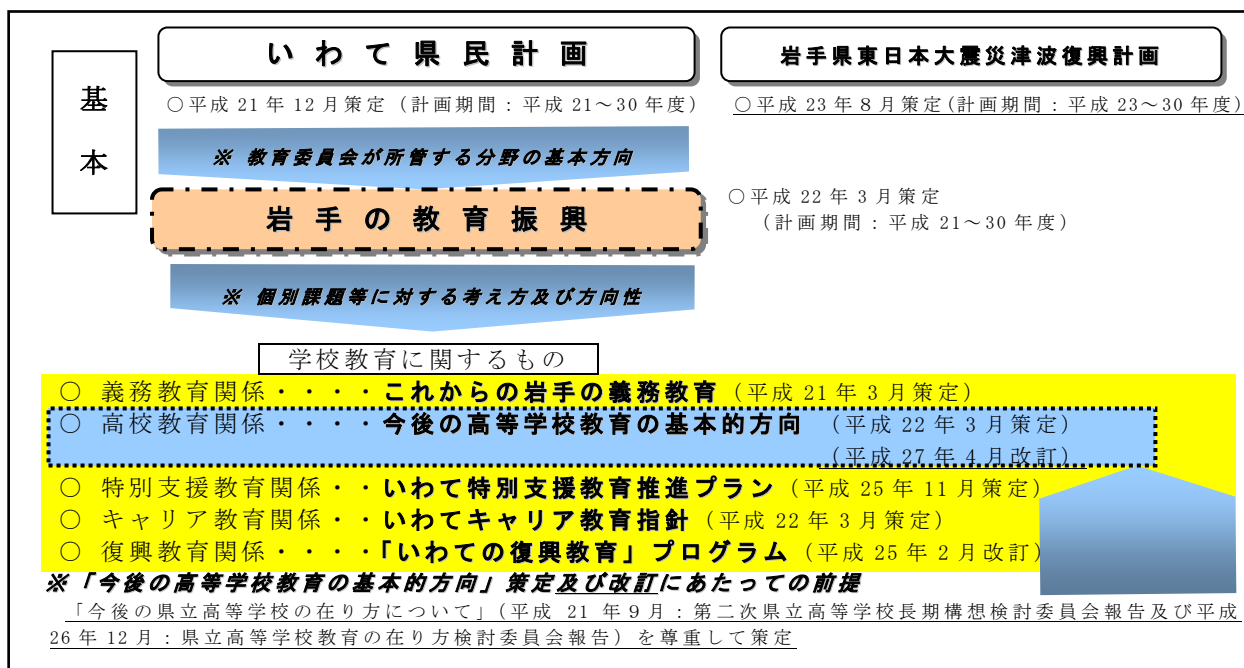 基本
いわて県民計画
岩手県東日本大震災津波復興計画
○平成21年12月策定（計画期間：平成21～30年度）
○平成23年8月策定(計画期間：平成23～30年度)
※ 教育委員会が所管する分野の基本方向
岩手の教育振興
○平成22年3月策定
（計画期間：平成21～30年度）
※ 個別課題等に対する考え方及び方向性
学校教育に関するもの
○ 義務教育関係・・・・これからの岩手の義務教育（平成21年3月策定）
○ 高校教育関係・・・・今後の高等学校教育の基本的方向 （平成22年3月策定）
（平成27年4月改訂）
○ 特別支援教育関係・・いわて特別支援教育推進プラン（平成25年11月策定）
○ キャリア教育関係・・いわてキャリア教育指針（平成22年3月策定）
○ 復興教育関係・・・・「いわての復興教育」プログラム（平成25年2月改訂）
※「今後の高等学校教育の基本的方向」策定及び改訂にあたっての前提
「今後の県立高等学校の在り方について」（平成 21 年9月：第二次県立高等学校長期構想検討委員会報告及び平成
26年12月：県立高等学校教育の在り方検討委員会報告）を尊重して策定